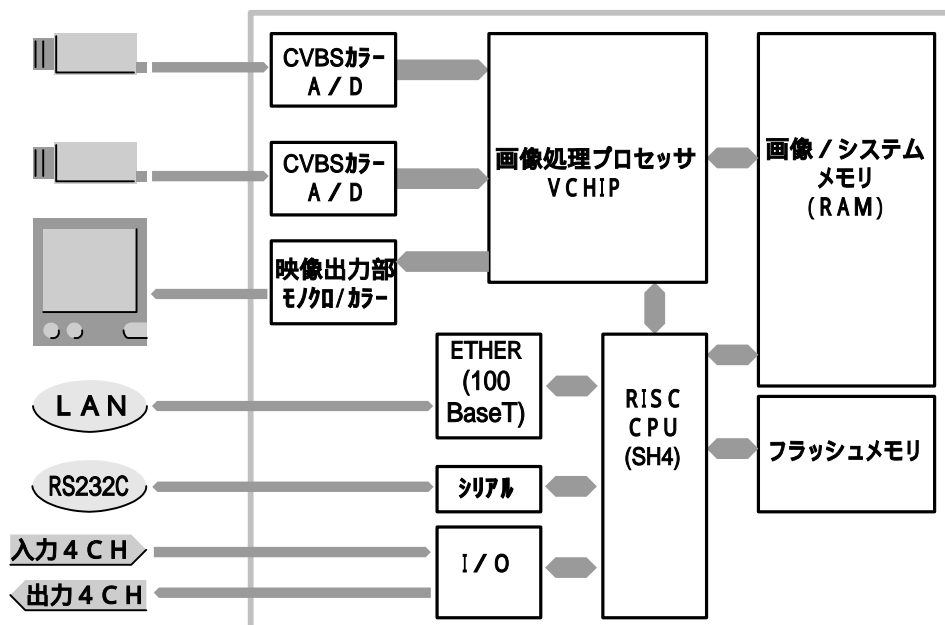 CVBSカラー
A/D
CVBSカラー
A/D
画像処理プロセッサ
VCHIP
画像/システム
メモリ
(RAM)
映像出力部
モノクロ/カラー
ETHER
(100
BaseT)
RISC
CPU
(SH4)
フラッシュメモリ
LAN
RS232C
シリアル
入力4CH
I/O
出力4CH